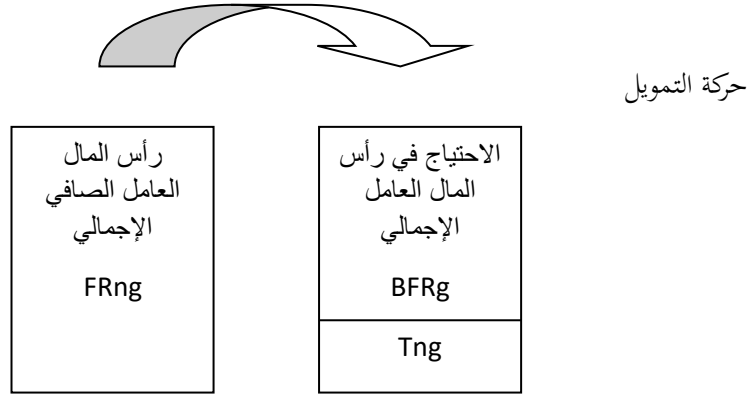 حركة التمويل
الاحتياج في رأس
المال العامل
الإجمالي
BFRg
Tng
رأس المال
العامل الصافي
الإجمالي
FRng